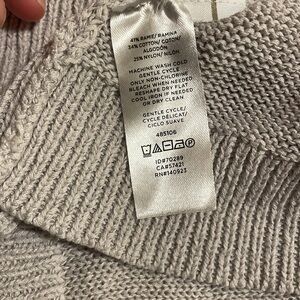 41% RAMIE/ RAMINA
34% COTTON/ COTON/
ALGODÓN
25% NYLON/ NILÓN
MACHINE WASH COLD
GENTLE CYCLE
ONLY NON-CHLORINE
BLEACH WHEN NEEDED
RESHAPE DRY FLAT
COOL IRON IF NEEDED
OR DRY CLEAN
GENTLE CYCLE/
CYCLE DÉLICAT/
CICLO SUAVE
485106
ID#70289
CA#57421
RN#140923